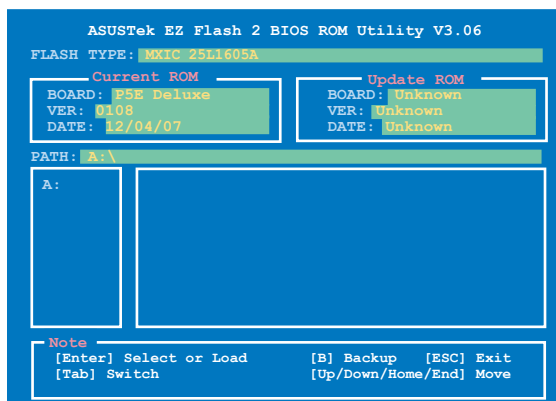 ASUSTek EZ Flash 2 BIOS ROM Utility V3.06
FLASH TYPE: MXIC 25L1605A
Current ROM
BOARD: P5E Deluxe
VER: 0108
DATE: 12/04/07
Update ROM
BOARD: Unknown
VER: Unknown
DATE: Unknown
PATH: A:\
A:
Note
[Enter] Select or Load [B] Backup [ESC] Exit
[Tab] Switch [Up/Down/Home/End] Move